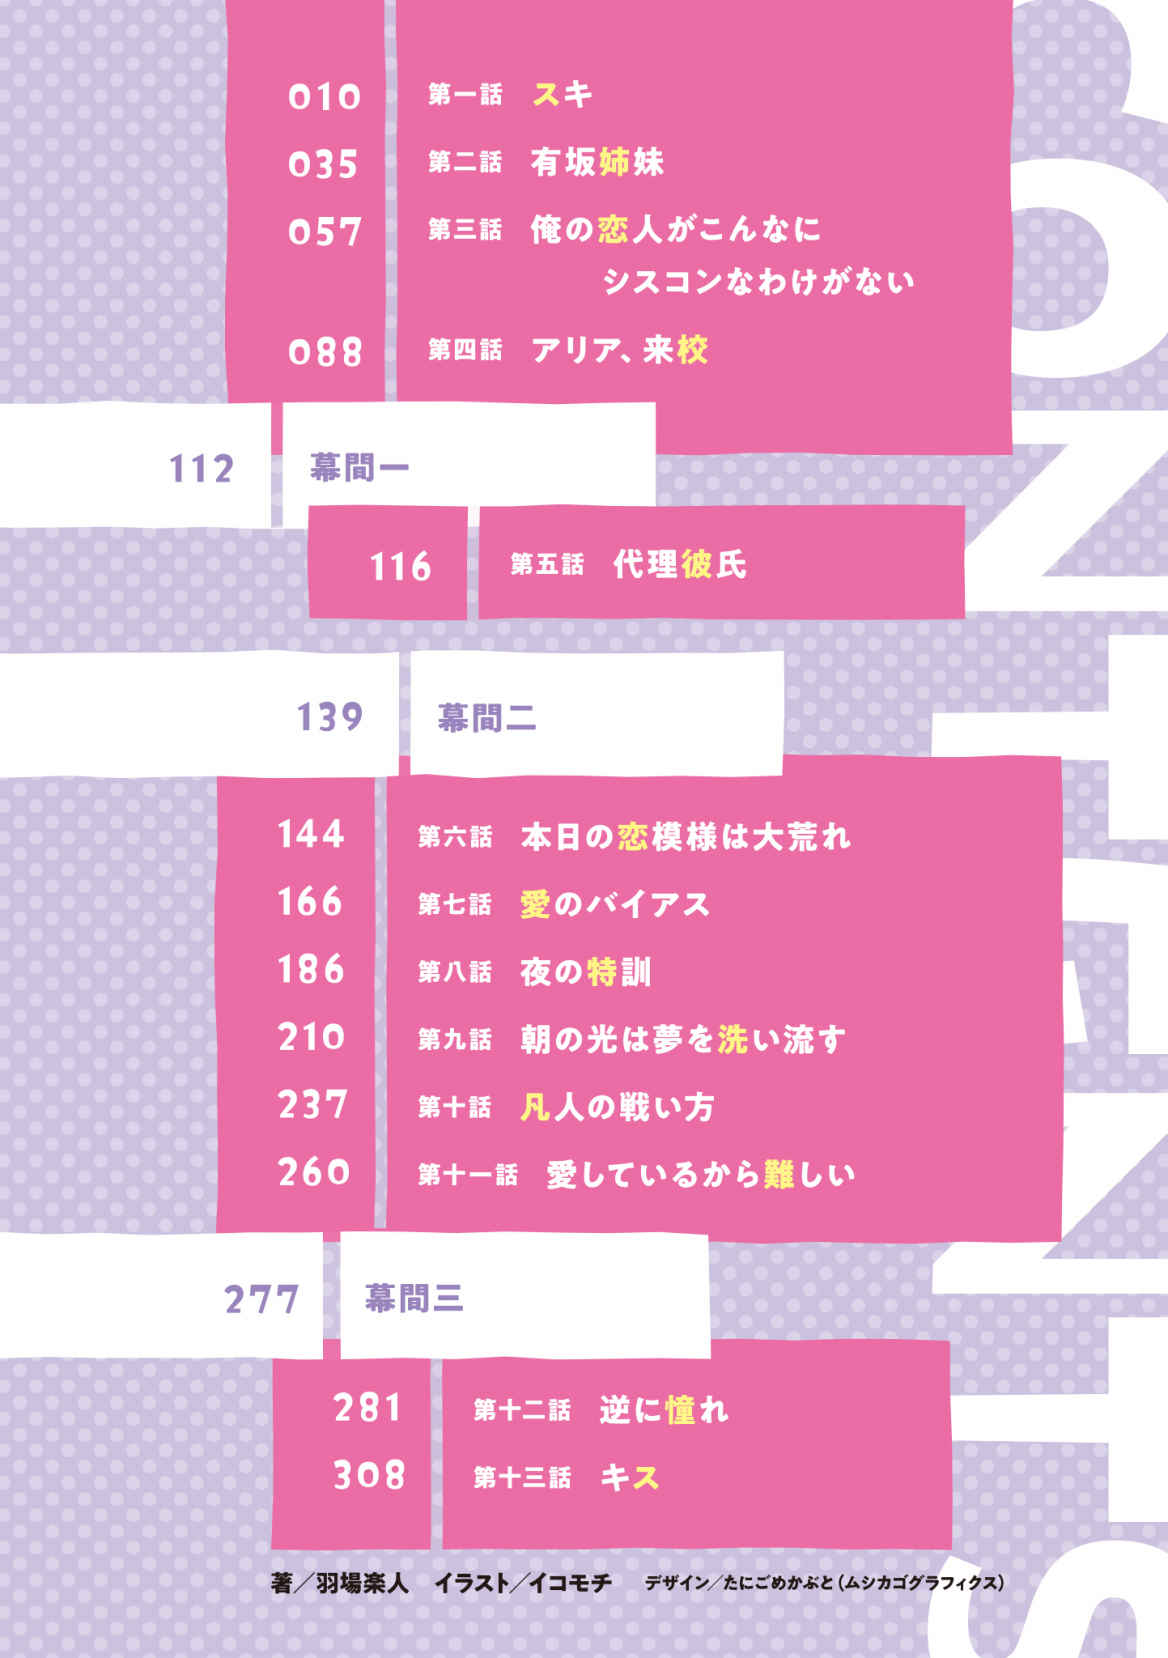 010 第一話 スキ
035 第二話 有坂姉妹
057 第三話 俺の恋人がこんなに
シスコンなわけがない
088 第四話 アリア、来校
112 幕間一
116 第五話 代理彼氏
139 幕間二
144 第六話 本日の恋模様は大荒れ
166 第七話 愛のバイアス
186 第八話 夜の特訓
210 第九話 朝の光は夢を洗い流す
237 第十話 凡人の戦い方
260 第十一話 愛しているから難しい
277 幕間三
281 第十二話 逆に憧れ
308 第十三話 キス
著／羽場楽人 イラスト／イコモチ デザイン／たにごめかぶと（ムシカゴグラフィクス）
CONTENTS